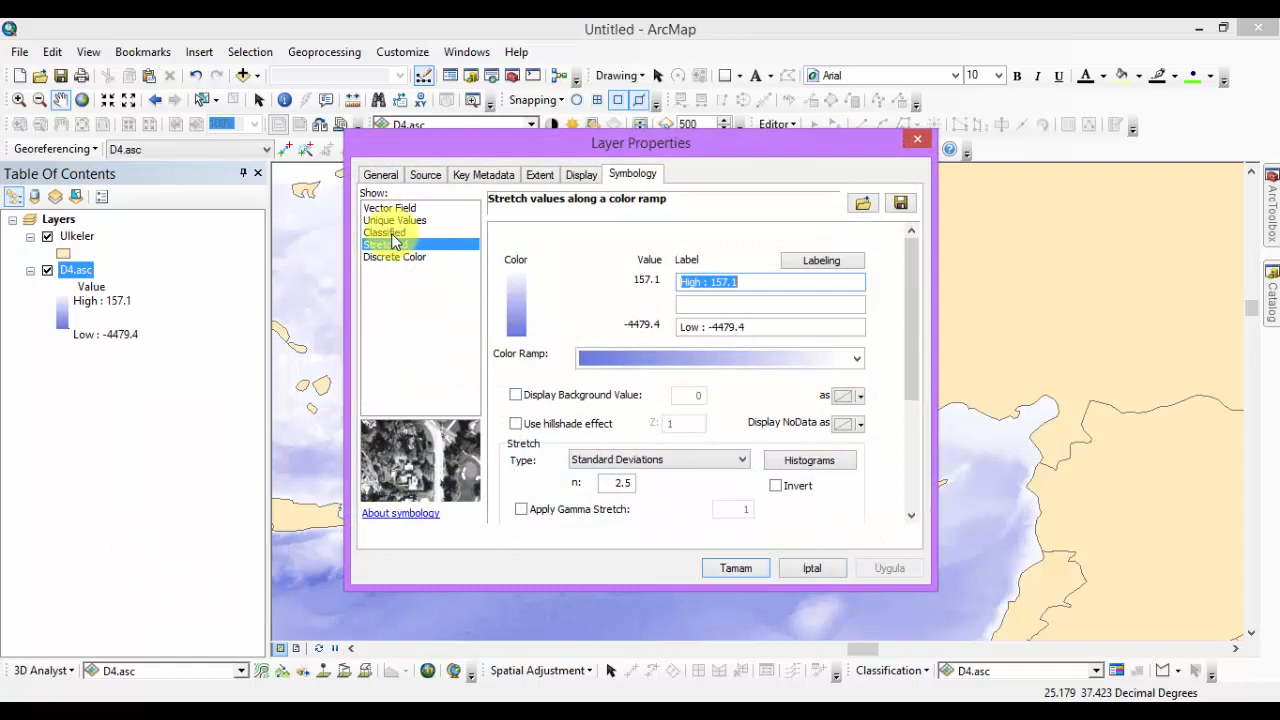 Untitled - ArcMap
File Edit View Bookmarks Insert Selection Geoprocessing Customize Windows Help
Drawing Arial 10 B I U A
Snapping
100% D4.asc 500 Editor
Georeferencing D4.asc
Layer Properties
Table Of Contents
Layers
Ulkeler
D4.asc
Value
High : 157.1
Low : -4479.4
General Source Key Metadata Extent Display Symbology
Show:
Vector Field
Unique Values
Classified
Stretched
Discrete Color
About symbology
Stretch values along a color ramp
Color Value Label Labeling
157.1 High : 157.1
-4479.4 Low : -4479.4
Color Ramp:
Display Background Value: 0 as
Use hillshade effect Z: 1 Display NoData as
Stretch
Type: Standard Deviations Histograms
n: 2.5 Invert
Apply Gamma Stretch: 1
Tamam İptal Uygula
ArcToolbox
Catalog
3D Analyst D4.asc Spatial Adjustment Classification D4.asc
25.179 37.423 Decimal Degrees